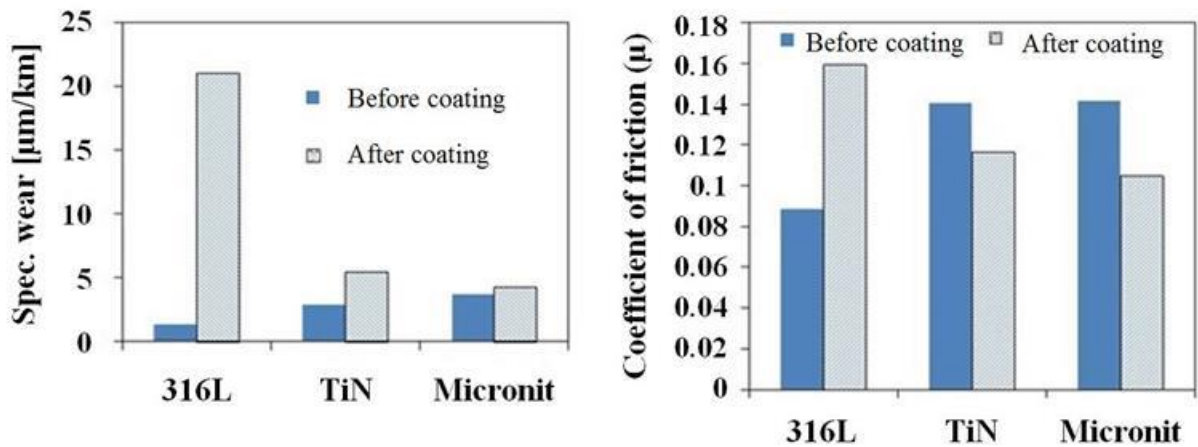 Spec. wear [µm/km]
25
20
15
10
5
0
Before coating
After coating
316L TiN Micronit
Coefficient of friction (µ)
0.18
0.16
0.14
0.12
0.1
0.08
0.06
0.04
0.02
0
Before coating After coating
316L TiN Micronit